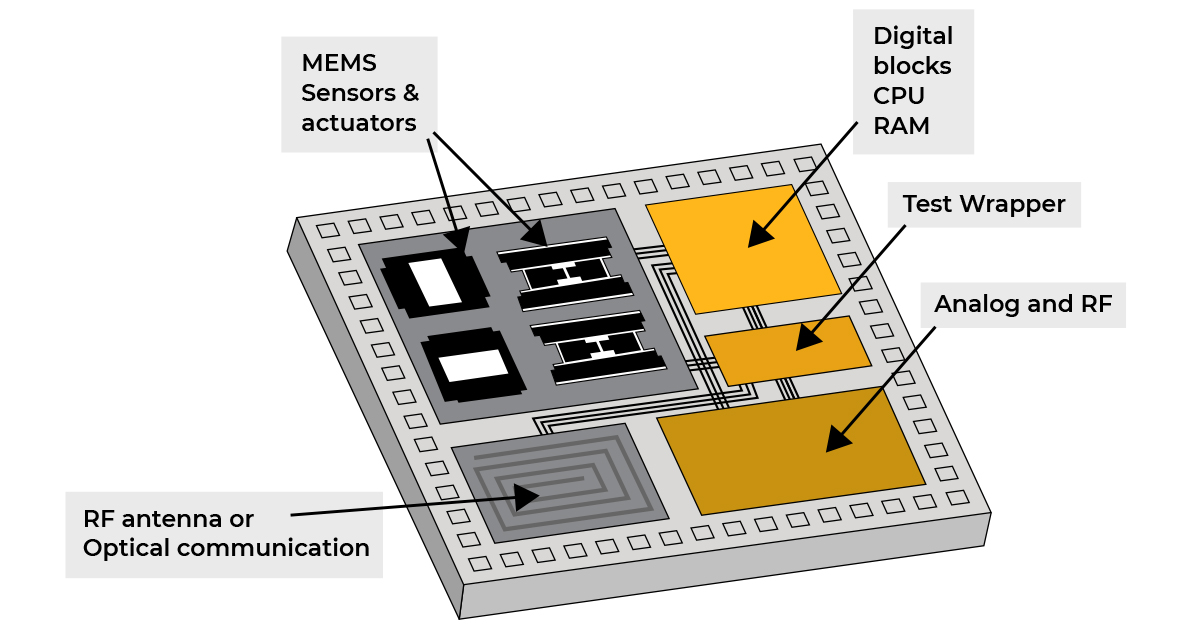 MEMS
Sensors &
actuators
Digital
blocks
CPU
RAM
Test Wrapper
Analog and RF
RF antenna or
Optical communication